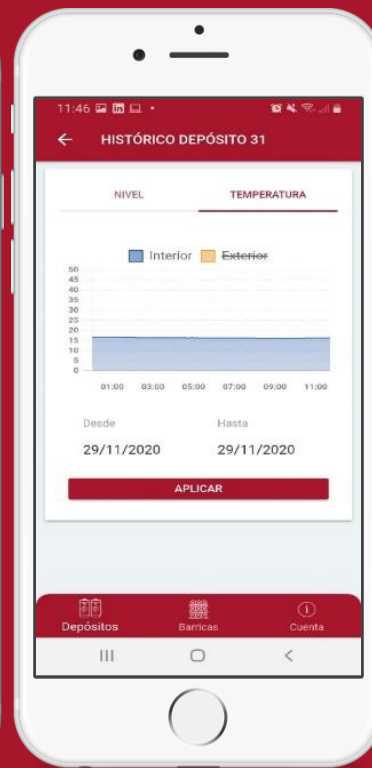 11:46
HISTÓRICO DEPÓSITO 31
NIVEL TEMPERATURA
Interior Exterior
50
45
40
35
30
25
20
15
10
5
0
01:00 03:00 05:00 07:00 09:00 11:00
Desde Hasta
29/11/2020 29/11/2020
APLICAR
Depósitos Barricas Cuenta